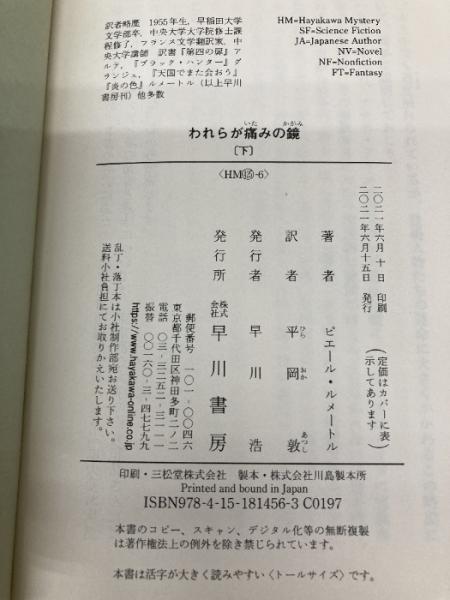 訳者略歴 1955年生, 早稲田大学
文学部卒, 中央大学大学院修士課
程修了, フランス文学翻訳家, 中
央大学講師 訳書『第四の扉』ア
ルテ,『ブラック・ハンター』グ
ランジェ,『天国でまた会おう』
『炎の色』ルメートル（以上早川
書房刊）他多数
HM=Hayakawa Mystery
SF=Science Fiction
JA=Japanese Author
NV=Novel
NF=Nonfiction
FT=Fantasy
われらが痛みの鏡
いた かがみ
〔下〕
二〇二一年六月十日 印刷
二〇二一年六月十五日 発行
（定価はカバーに表
示してあります）
著者 ピエール・ルメートル
訳者 平岡敦
ひら おか あつし
発行者 早川浩
発行所 株式会社 早川書房
郵便番号 一〇一-〇〇四六
東京都千代田区神田多町二ノ二
電話 〇三-三二五二-三一一一
振替 〇〇一六〇-三-四七七九九
https://www.hayakawa-online.co.jp
乱丁・落丁本は小社制作部宛お送り下さい。
送料小社負担にてお取りかえいたします。
印刷・三松堂株式会社 製本・株式会社川島製本所
Printed and bound in Japan
ISBN978-4-15-181456-3 C0197
本書のコピー、スキャン、デジタル化等の無断複製
は著作権法上の例外を除き禁じられています。
本書は活字が大きく読みやすい〈トールサイズ〉です。